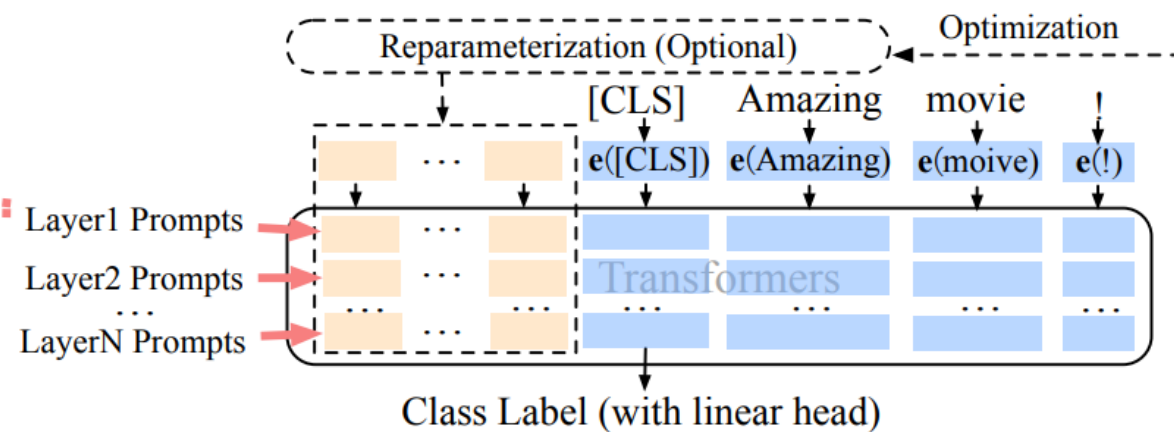 Optimization
Reparameterization (Optional)
[CLS] Amazing movie !
... e([CLS]) e(Amazing) e(moive) e(!)
Layer1 Prompts ...
Layer2 Prompts ... Transformers
... ... ... ... ... ... ...
LayerN Prompts ...
Class Label (with linear head)